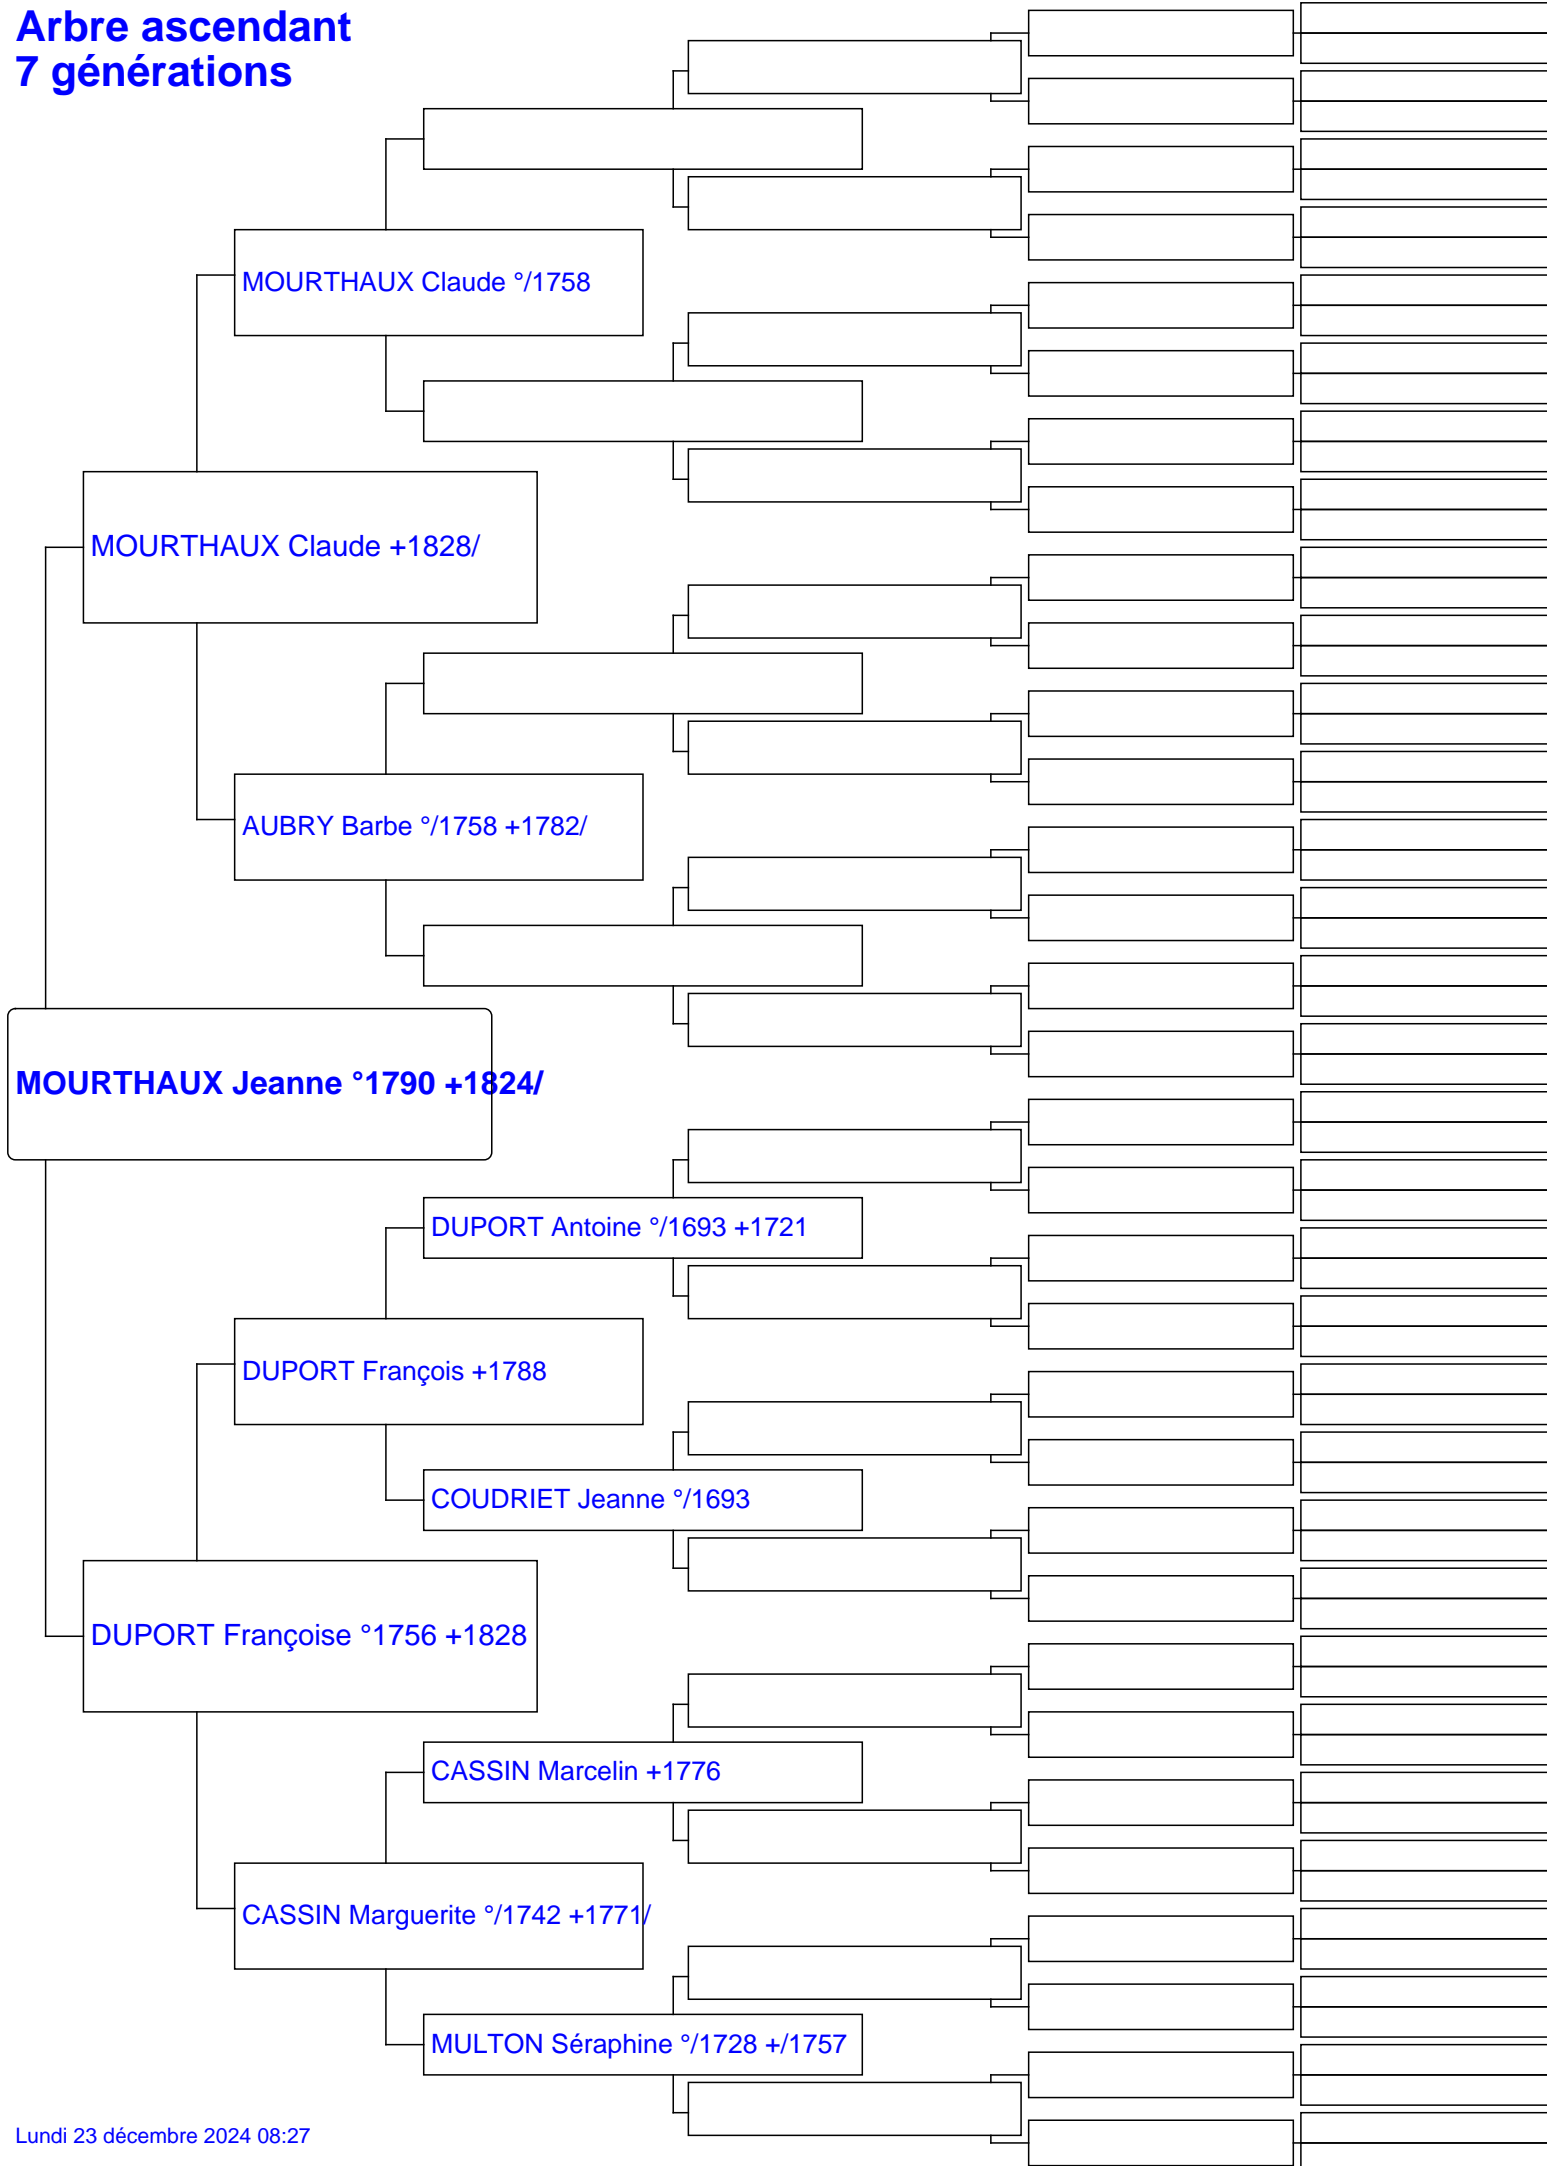 Arbre ascendant
7 générations
MOURTHAUX Claude °/1758
MOURTHAUX Claude +1828/
AUBRY Barbe °/1758 +1782/
MOURTHAUX Jeanne °1790 +1824/
DUPORT Antoine °/1693 +1721
DUPORT François +1788
COUDRIET Jeanne °/1693
DUPORT Françoise °1756 +1828
CASSIN Marcelin +1776
CASSIN Marguerite °/1742 +1771/
MULTON Séraphine °/1728 +/1757
Lundi 23 décembre 2024 08:27